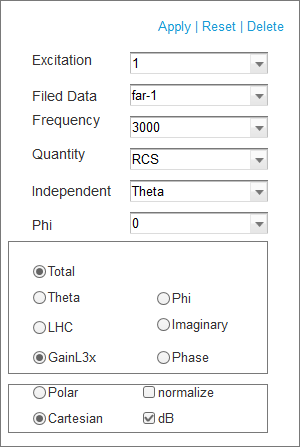 Apply | Reset | Delete
Excitation 1
Filed Data far-1
Frequency 3000
Quantity RCS
Independent Theta
Phi 0
Total
Theta Phi
LHC Imaginary
GainL3x Phase
Polar normalize
Cartesian dB